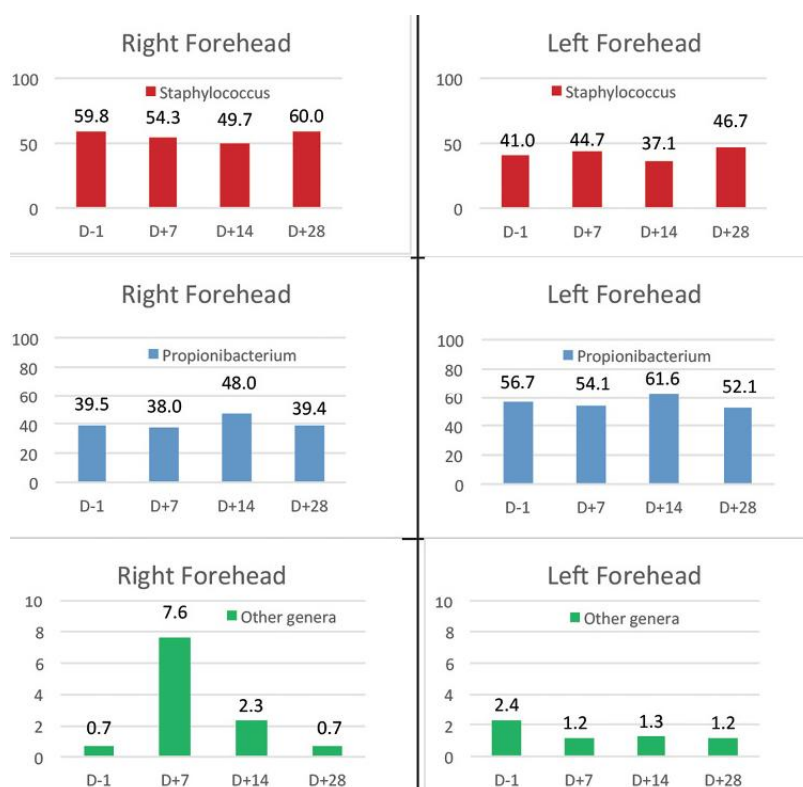 Right Forehead
100
50
0
Staphylococcus
59.8 54.3 49.7 60.0
D-1 D+7 D+14 D+28
Left Forehead
100
50
0
Staphylococcus
41.0 44.7 37.1 46.7
D-1 D+7 D+14 D+28
Right Forehead
100
80
60
40
20
0
Propionibacterium
39.5 38.0 48.0 39.4
D-1 D+7 D+14 D+28
Left Forehead
100
80
60
40
20
0
Propionibacterium
56.7 54.1 61.6 52.1
D-1 D+7 D+14 D+28
Right Forehead
10
8
6
4
2
0
Other genera
0.7 7.6 2.3 0.7
D-1 D+7 D+14 D+28
Left Forehead
10
8
6
4
2
0
Other genera
2.4 1.2 1.3 1.2
D-1 D+7 D+14 D+28